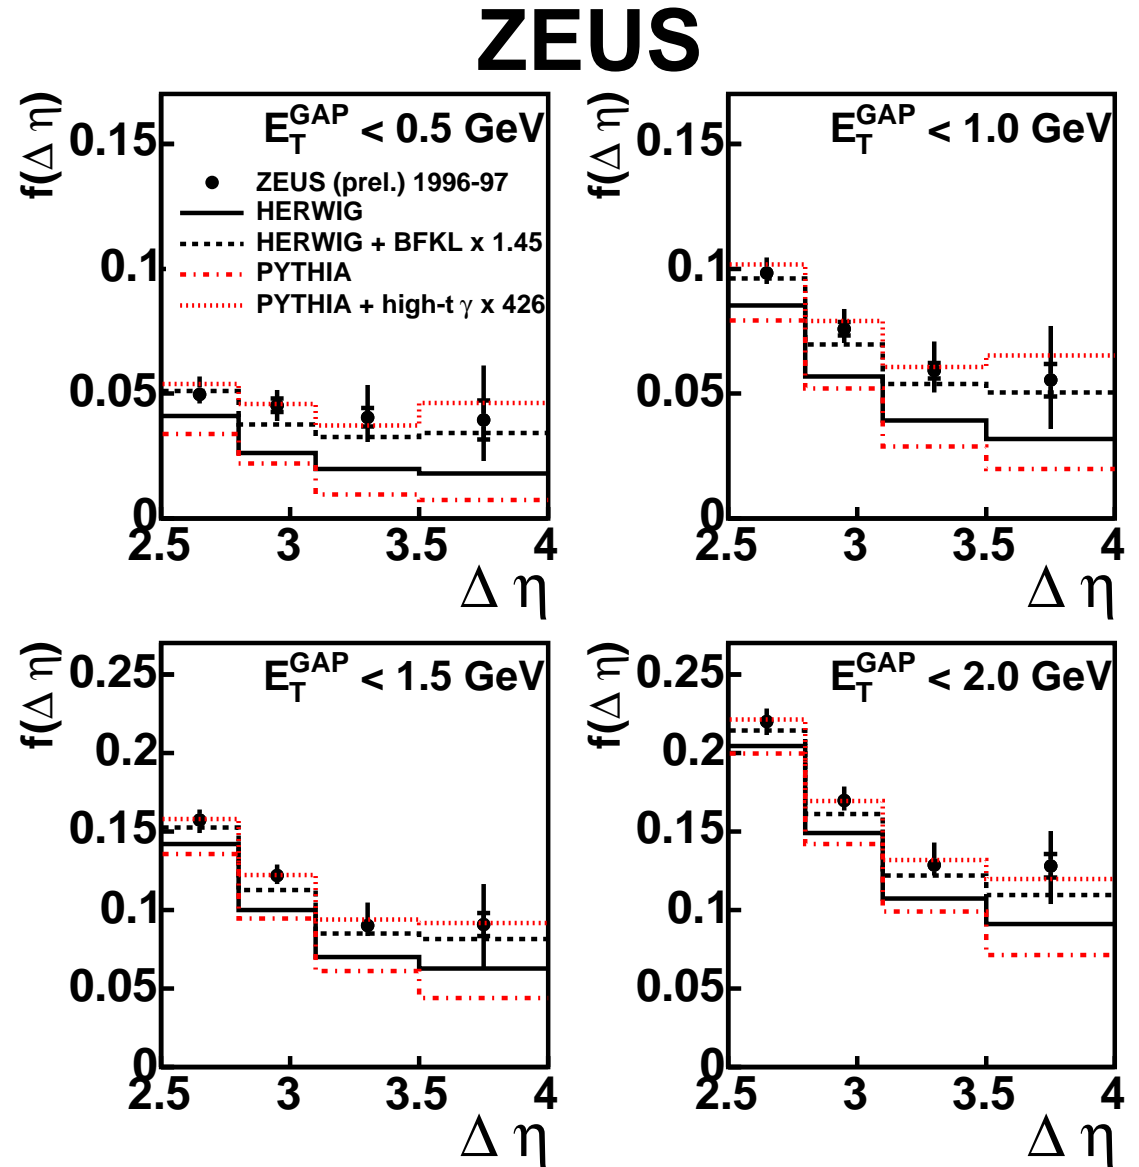 ZEUS
f(Δ η)
E_T^GAP < 0.5 GeV
ZEUS (prel.) 1996-97
HERWIG
HERWIG + BFKL x 1.45
PYTHIA
PYTHIA + high-t γ x 426
0.15
0.1
0.05
0
2.5 3 3.5 4
Δ η
f(Δ η)
E_T^GAP < 1.0 GeV
0.15
0.1
0.05
0
2.5 3 3.5 4
Δ η
f(Δ η)
E_T^GAP < 1.5 GeV
0.25
0.2
0.15
0.1
0.05
0
2.5 3 3.5 4
Δ η
f(Δ η)
E_T^GAP < 2.0 GeV
0.25
0.2
0.15
0.1
0.05
0
2.5 3 3.5 4
Δ η